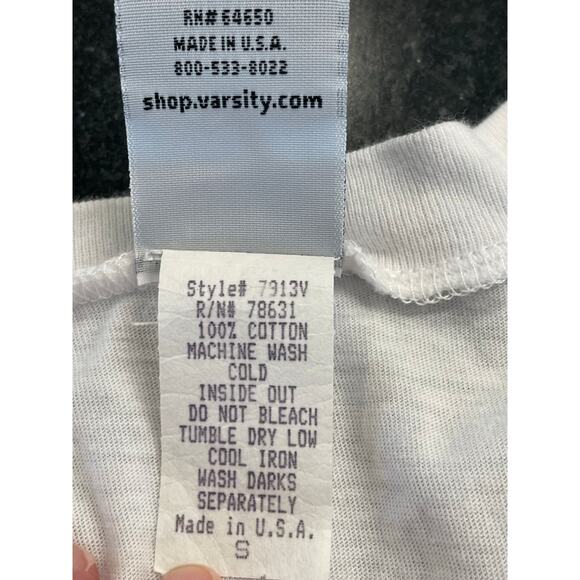 RN# 64650
MADE IN U.S.A.
800-533-8022
shop.varsity.com
Style# 7913V
R/N# 78631
100% COTTON
MACHINE WASH
COLD
INSIDE OUT
DO NOT BLEACH
TUMBLE DRY LOW
COOL IRON
WASH DARKS
SEPARATELY
Made in U.S.A.
S